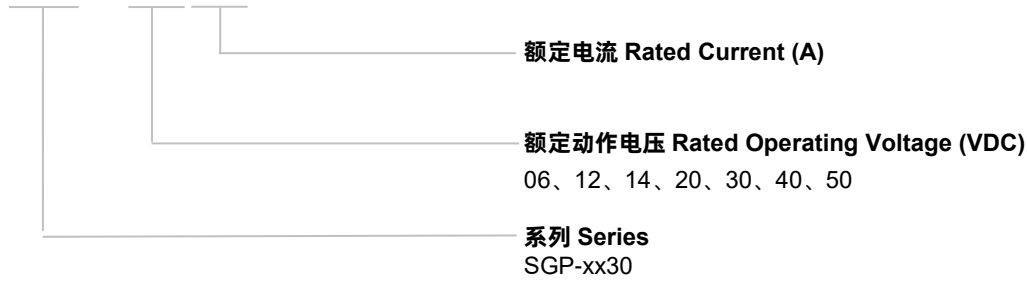 额定电流 Rated Current (A)
额定动作电压 Rated Operating Voltage (VDC)
06、12、14、20、30、40、50
系列 Series
SGP-xx30